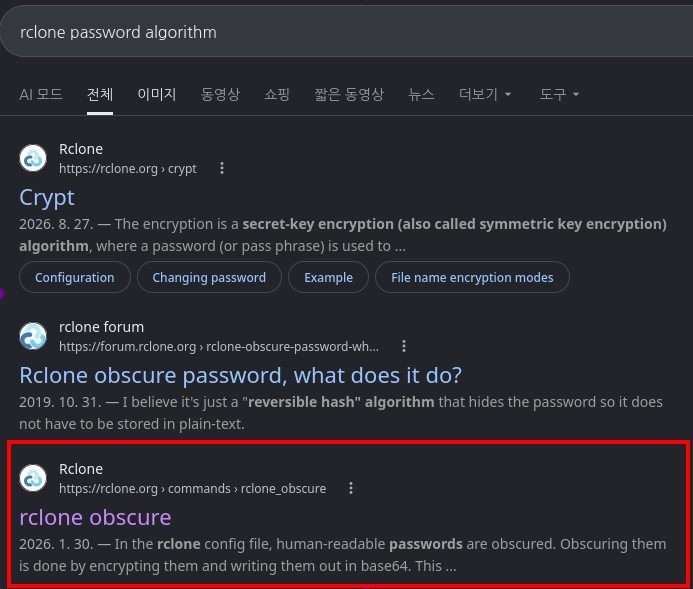 rclone password algorithm
AI 모드 전체 이미지 동영상 쇼핑 짧은 동영상 뉴스 더보기 도구
Rclone
https://rclone.org › crypt
Crypt
2026. 8. 27. — The encryption is a secret-key encryption (also called symmetric key encryption)
algorithm, where a password (or pass phrase) is used to ...
Configuration Changing password Example File name encryption modes
rclone forum
https://forum.rclone.org › rclone-obscure-password-wh...
Rclone obscure password, what does it do?
2019. 10. 31. — I believe it's just a "reversible hash" algorithm that hides the password so it does
not have to be stored in plain-text.
Rclone
https://rclone.org › commands › rclone_obscure
rclone obscure
2026. 1. 30. — In the rclone config file, human-readable passwords are obscured. Obscuring them
is done by encrypting them and writing them out in base64. This ...